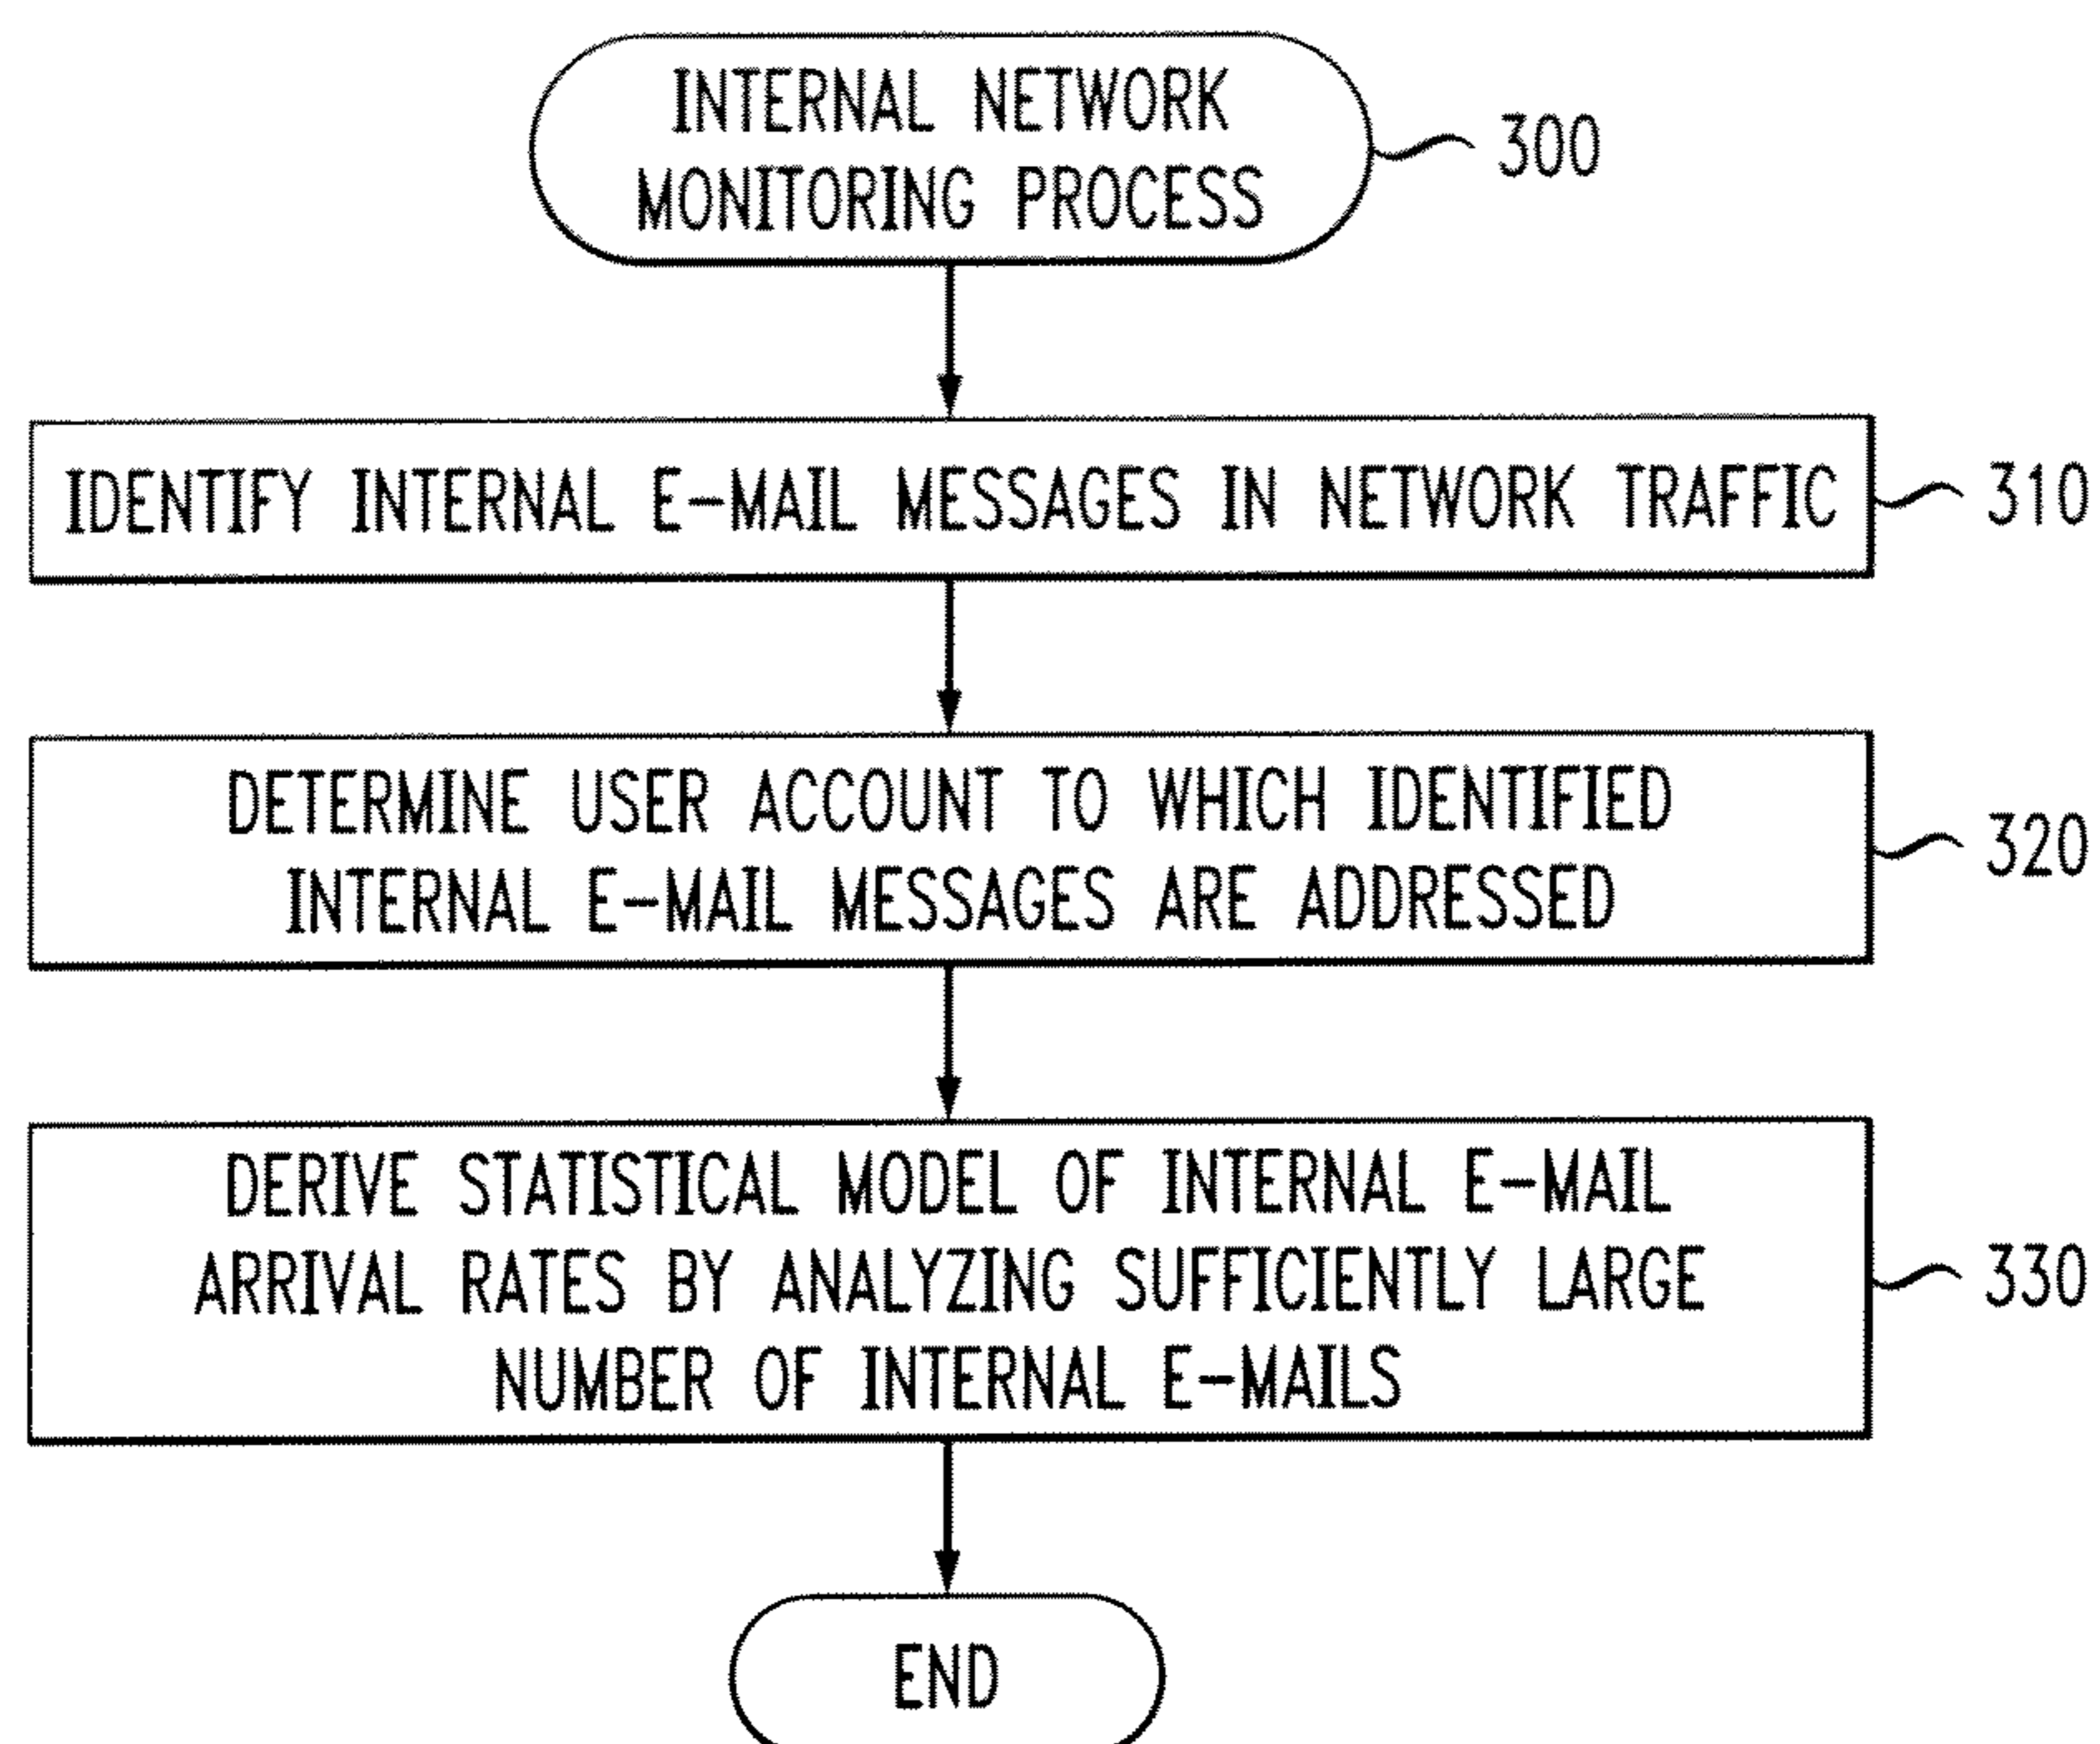 INTERNAL NETWORK
MONITORING PROCESS
300
IDENTIFY INTERNAL E-MAIL MESSAGES IN NETWORK TRAFFIC
310
DETERMINE USER ACCOUNT TO WHICH IDENTIFIED
INTERNAL E-MAIL MESSAGES ARE ADDRESSED
320
DERIVE STATISTICAL MODEL OF INTERNAL E-MAIL
ARRIVAL RATES BY ANALYZING SUFFICIENTLY LARGE
NUMBER OF INTERNAL E-MAILS
330
END